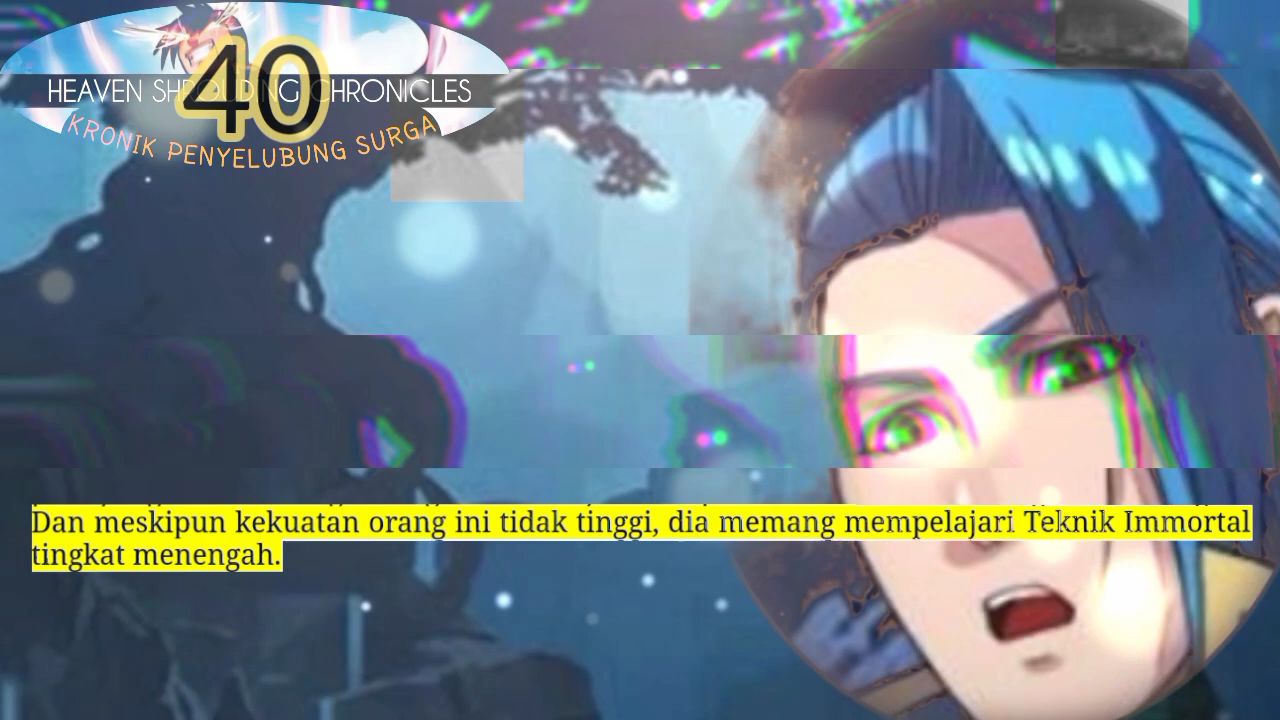 40
HEAVEN SHROUDING CHRONICLES
KRONIK PENYELUBUNG SURGA
Dan meskipun kekuatan orang ini tidak tinggi, dia memang mempelajari Teknik Immortal
tingkat menengah.